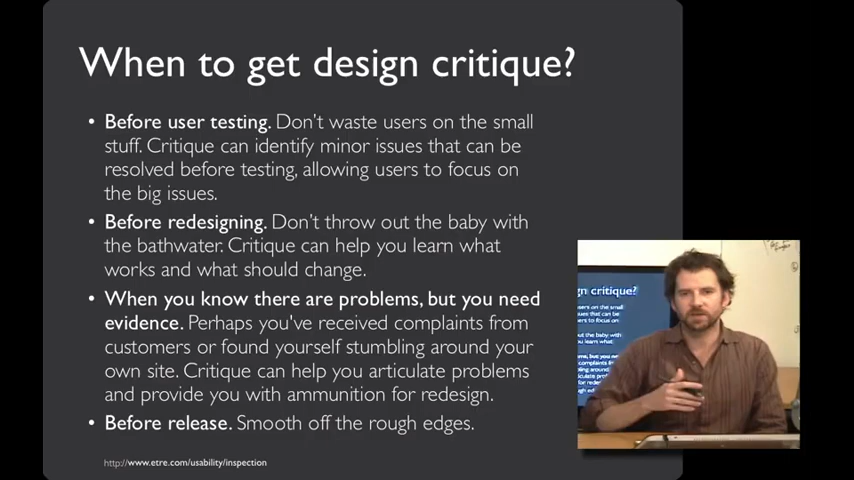 When to get design critique?
• Before user testing. Don't waste users on the small
stuff. Critique can identify minor issues that can be
resolved before testing, allowing users to focus on
the big issues.
• Before redesigning. Don't throw out the baby with
the bathwater. Critique can help you learn what
works and what should change.
• When you know there are problems, but you need
evidence. Perhaps you've received complaints from
customers or found yourself stumbling around your
own site. Critique can help you articulate problems
and provide you with ammunition for redesign.
• Before release. Smooth off the rough edges.
http://www.etre.com/usability/inspection
gn critique?